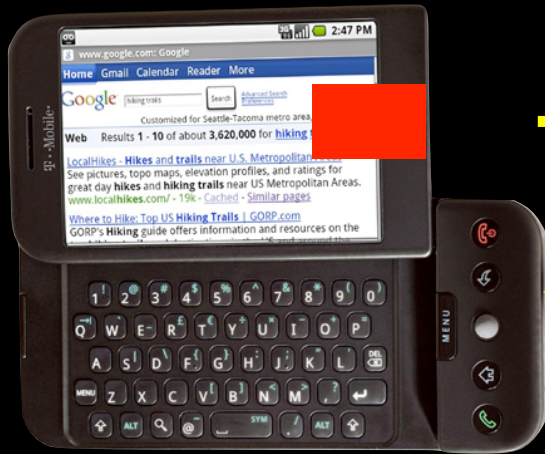 T··Mobile·
2:47 PM
www.google.com: Google
Home Gmail Calendar Reader More
Google hiking trails Search Advanced Search
Preferences
Customized for Seattle-Tacoma metro area,
Web Results 1 - 10 of about 3,620,000 for hiking
LocalHikes - Hikes and trails near U.S. Metropolitan
See pictures, topo maps, elevation profiles, and ratings for
great day hikes and hiking trails near US Metropolitan Areas.
www.localhikes.com/ - 19k - Cached - Similar pages
Where to Hike: Top US Hiking Trails | GORP.com
GORP's Hiking guide offers information and resources on the
1 ! 2 @ 3 # 4 $ 5 % 6 ^ 7 & 8 * 9 ( 0 )
Q W E R T Y U I O P
A S D F G H J K L DEL
MENU Z X C V B N M , ?
ALT @ SYM . / ALT
MENU